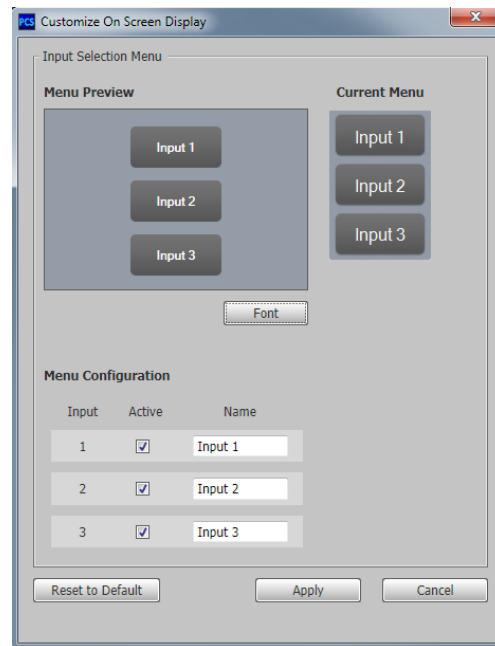 PCS Customize On Screen Display
Input Selection Menu
Menu Preview
Current Menu
Input 1
Input 2
Input 3
Input 1
Input 2
Input 3
Font
Menu Configuration
Input Active Name
1 Input 1
2 Input 2
3 Input 3
Reset to Default Apply Cancel